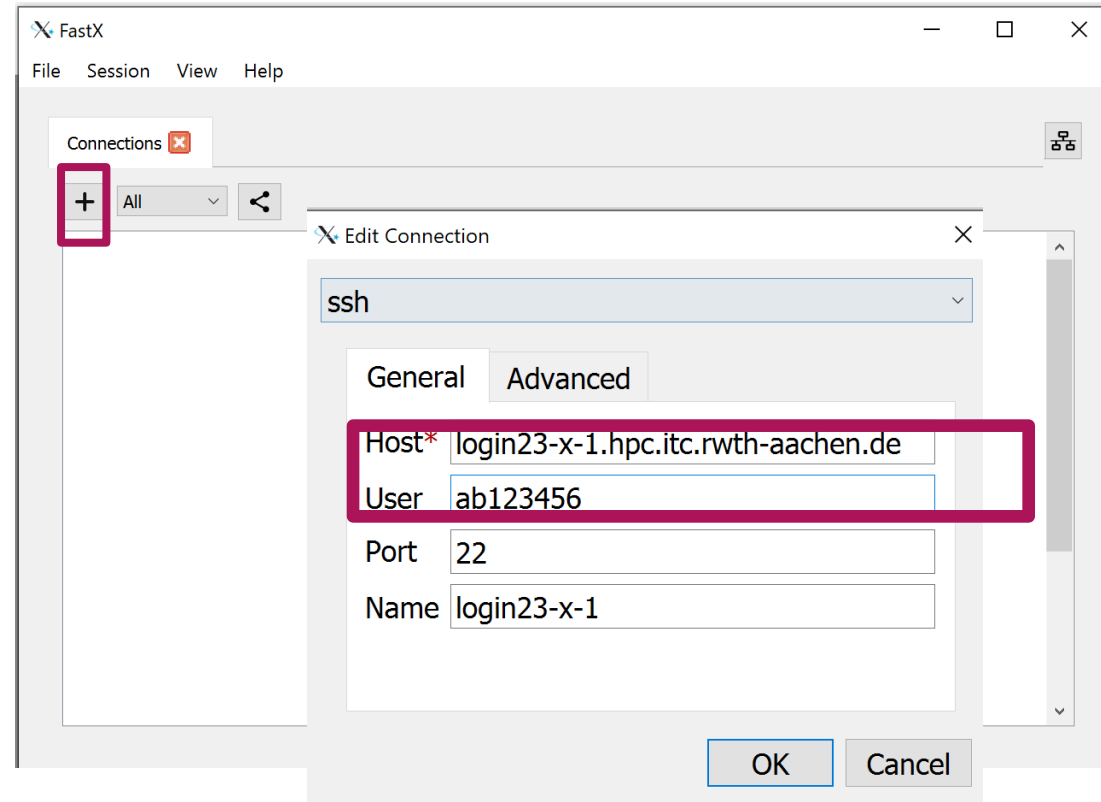 FastX
File Session View Help
Connections
All
Edit Connection
ssh
General Advanced
Host* login23-x-1.hpc.itc.rwth-aachen.de
User ab123456
Port 22
Name login23-x-1
OK Cancel